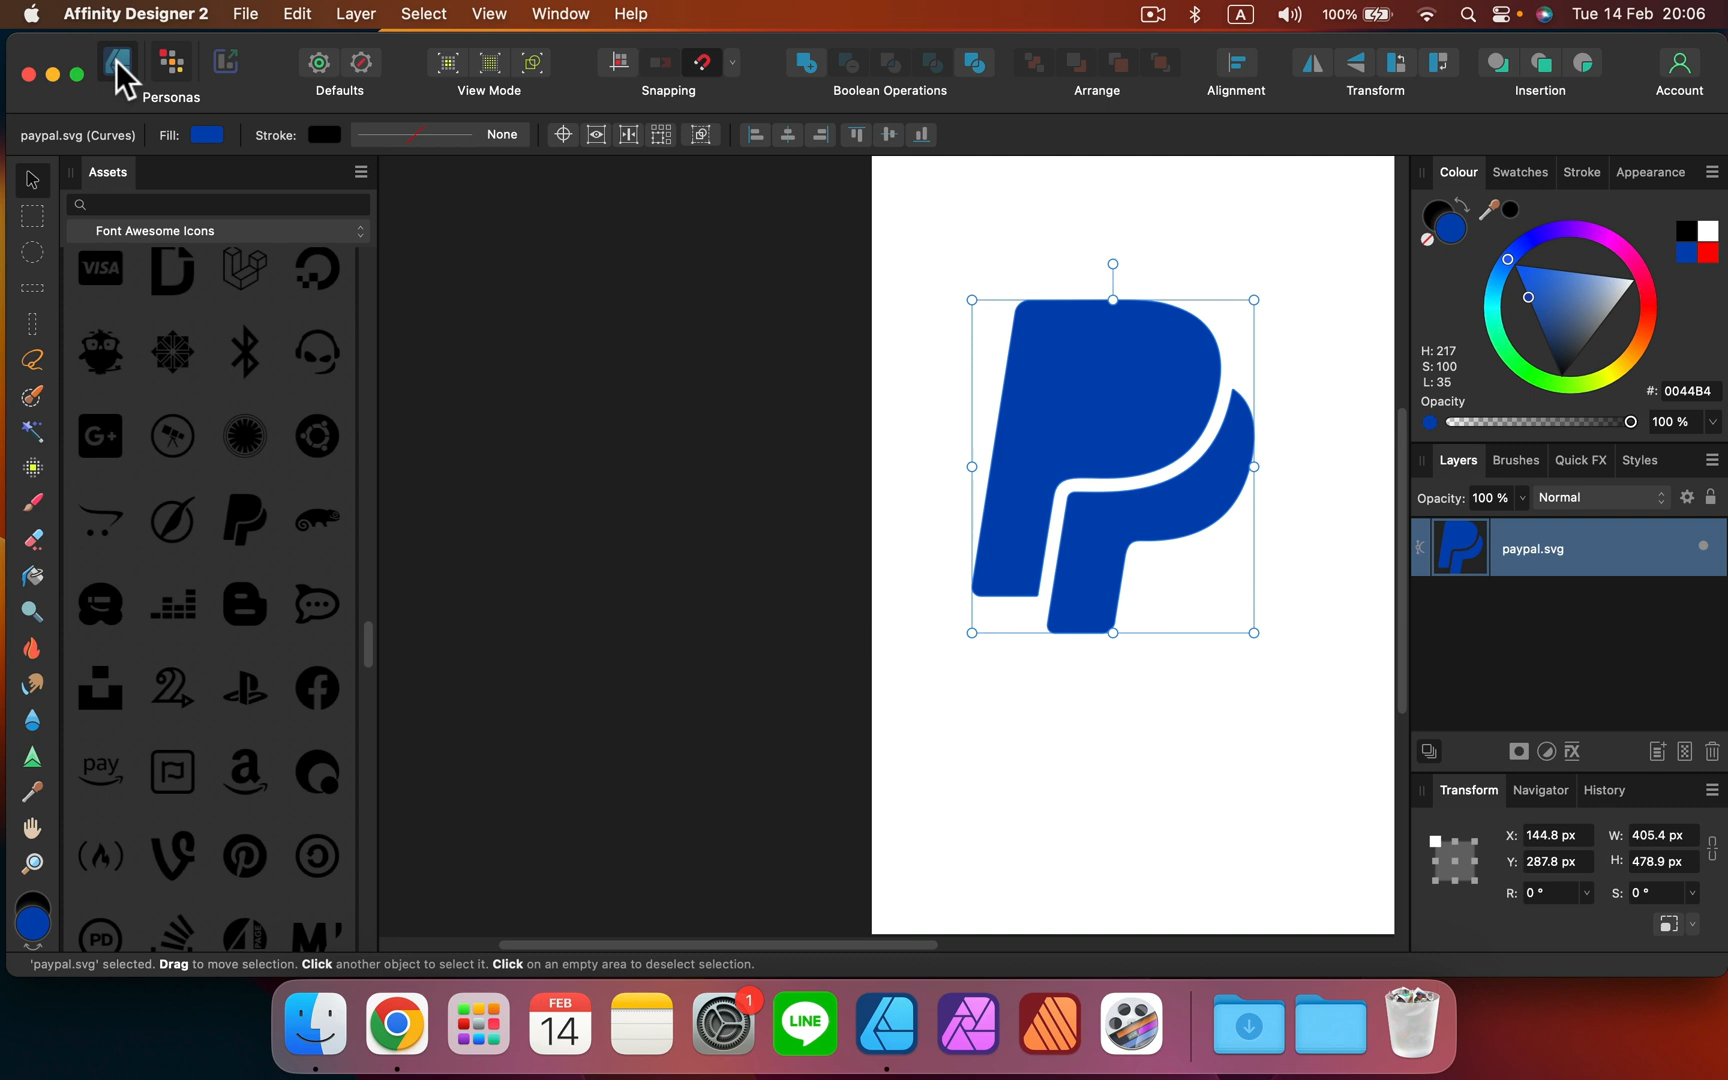 Affinity Designer 2 File Edit Layer Select View Window Help A 100% Tue 14 Feb 20:06
Personas Defaults View Mode Snapping Boolean Operations Arrange Alignment Transform Insertion Account
paypal.svg (Curves) Fill: Stroke: None
Assets
Font Awesome Icons
VISA
G+
pay
a
PD
4 PAGE
M'
Colour Swatches Stroke Appearance
H: 217
S: 100
L: 35
#: 0044B4
Opacity
100 %
Layers Brushes Quick FX Styles
Opacity: 100 % Normal
paypal.svg
FX
Transform Navigator History
X: 144.8 px W: 405.4 px
Y: 287.8 px H: 478.9 px
R: 0 ° S: 0 °
'paypal.svg' selected. Drag to move selection. Click another object to select it. Click on an empty area to deselect selection.
FEB
14
1
LINE